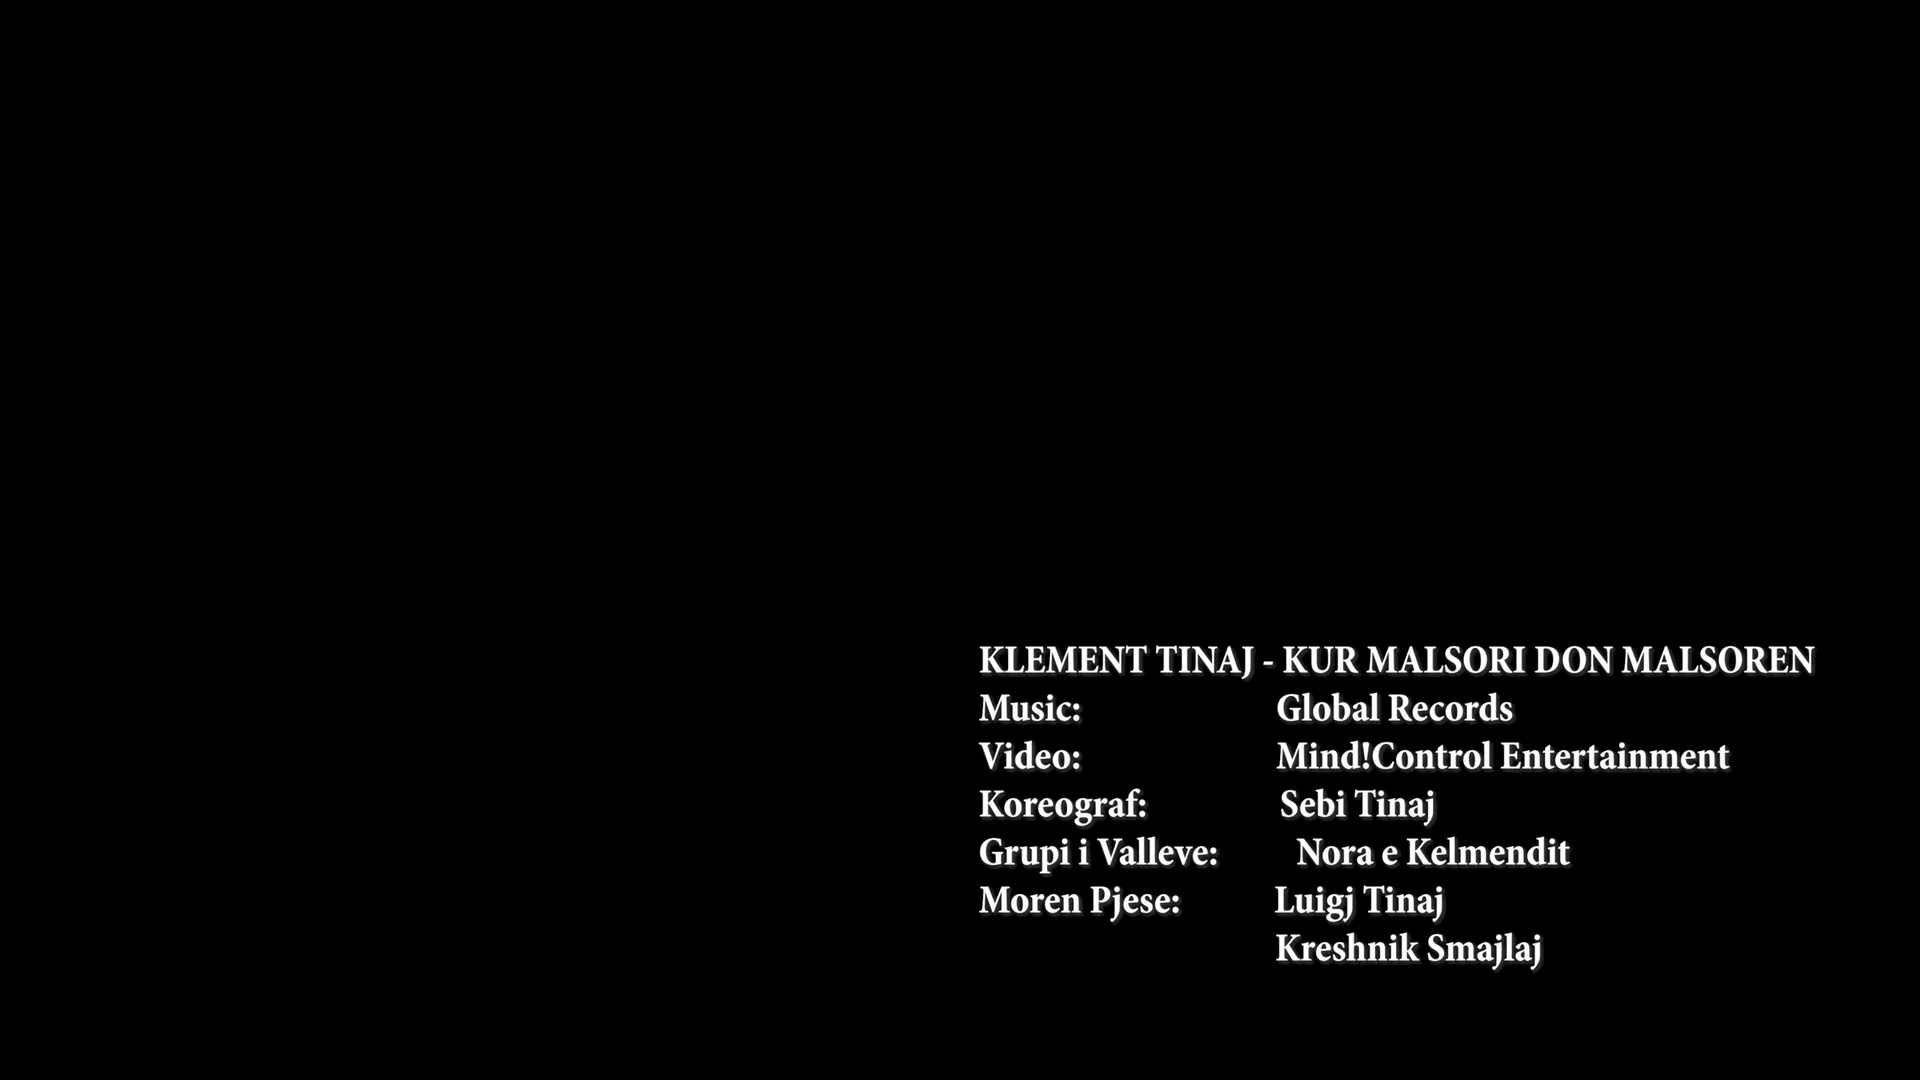 KLEMENT TINAJ - KUR MALSORI DON MALSOREN
Music: Global Records
Video: Mind!Control Entertainment
Koreograf: Sebi Tinaj
Grupi i Valleve: Nora e Kelmendit
Moren Pjese: Luigj Tinaj
Kreshnik Smajlaj